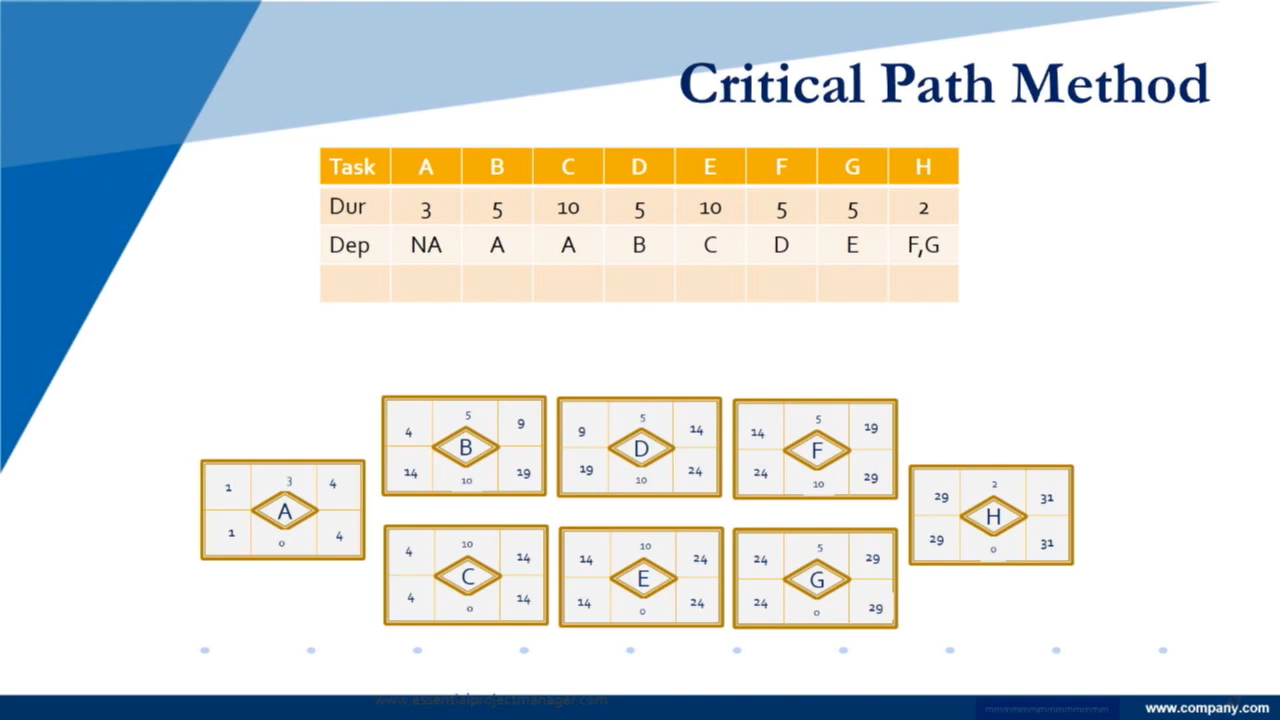 Critical Path Method
Task A B C D E F G H
Dur 3 5 10 5 10 5 5 2
Dep NA A A B C D E F,G
5 9
4 B
14 10 19
5 14
9 D
19 10 24
5 19
14 F
24 10 29
3 4
1 A
1 0 4
2
29 H 31
29 0 31
10
4 C 14
4 0 14
10
14 E 24
14 0 24
5
24 G 29
24 0 29
www.essentialprojectmanager.com
www.company.com